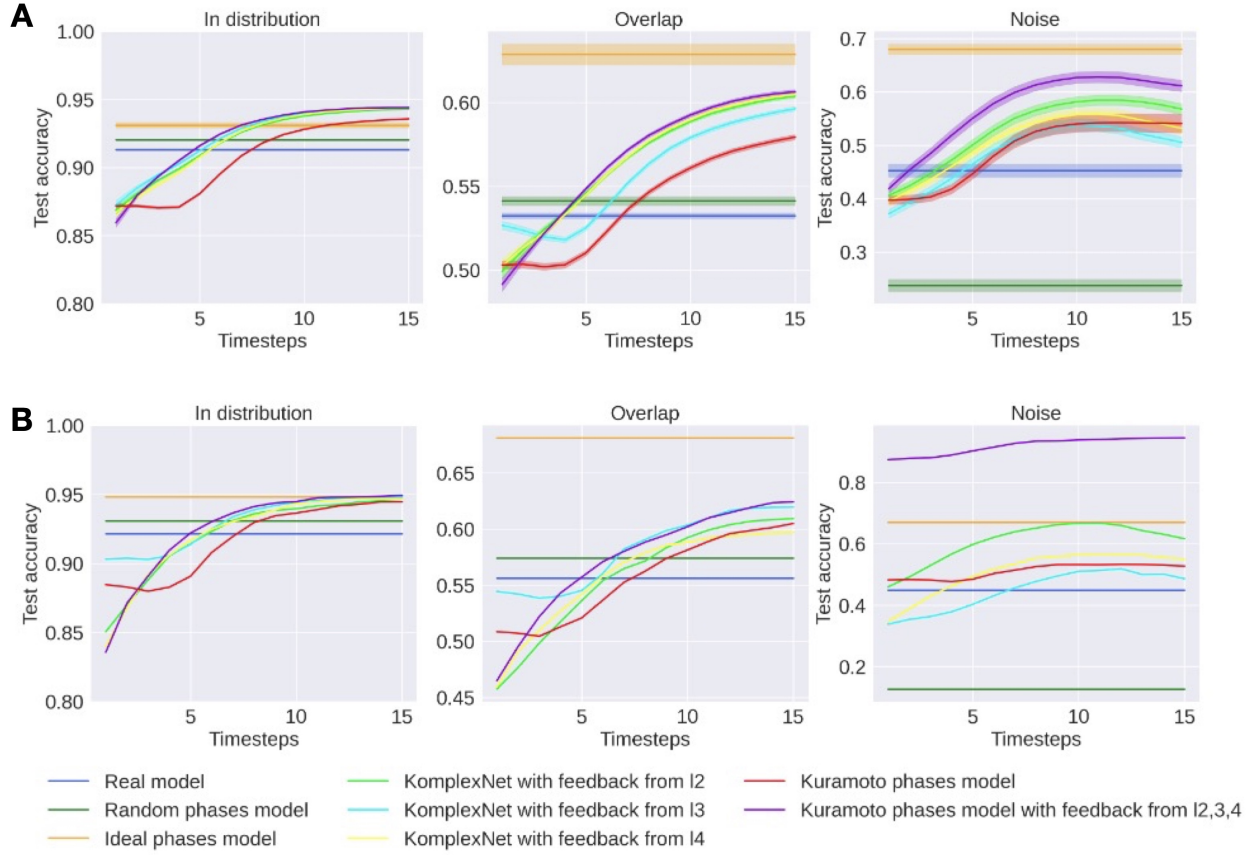 A
In distribution
Overlap
Noise
Test accuracy
1.00
0.95
0.90
0.85
0.80
5
10
15
Timesteps
Test accuracy
0.60
0.55
0.50
5
10
15
Timesteps
Test accuracy
0.7
0.6
0.5
0.4
0.3
5
10
15
Timesteps
B
In distribution
Overlap
Noise
Test accuracy
1.00
0.95
0.90
0.85
0.80
5
10
15
Timesteps
Test accuracy
0.65
0.60
0.55
0.50
0.45
5
10
15
Timesteps
Test accuracy
0.8
0.6
0.4
0.2
5
10
15
Timesteps
Real model
Random phases model
Ideal phases model
KomplexNet with feedback from l2
KomplexNet with feedback from l3
KomplexNet with feedback from l4
Kuramoto phases model
Kuramoto phases model with feedback from l2,3,4